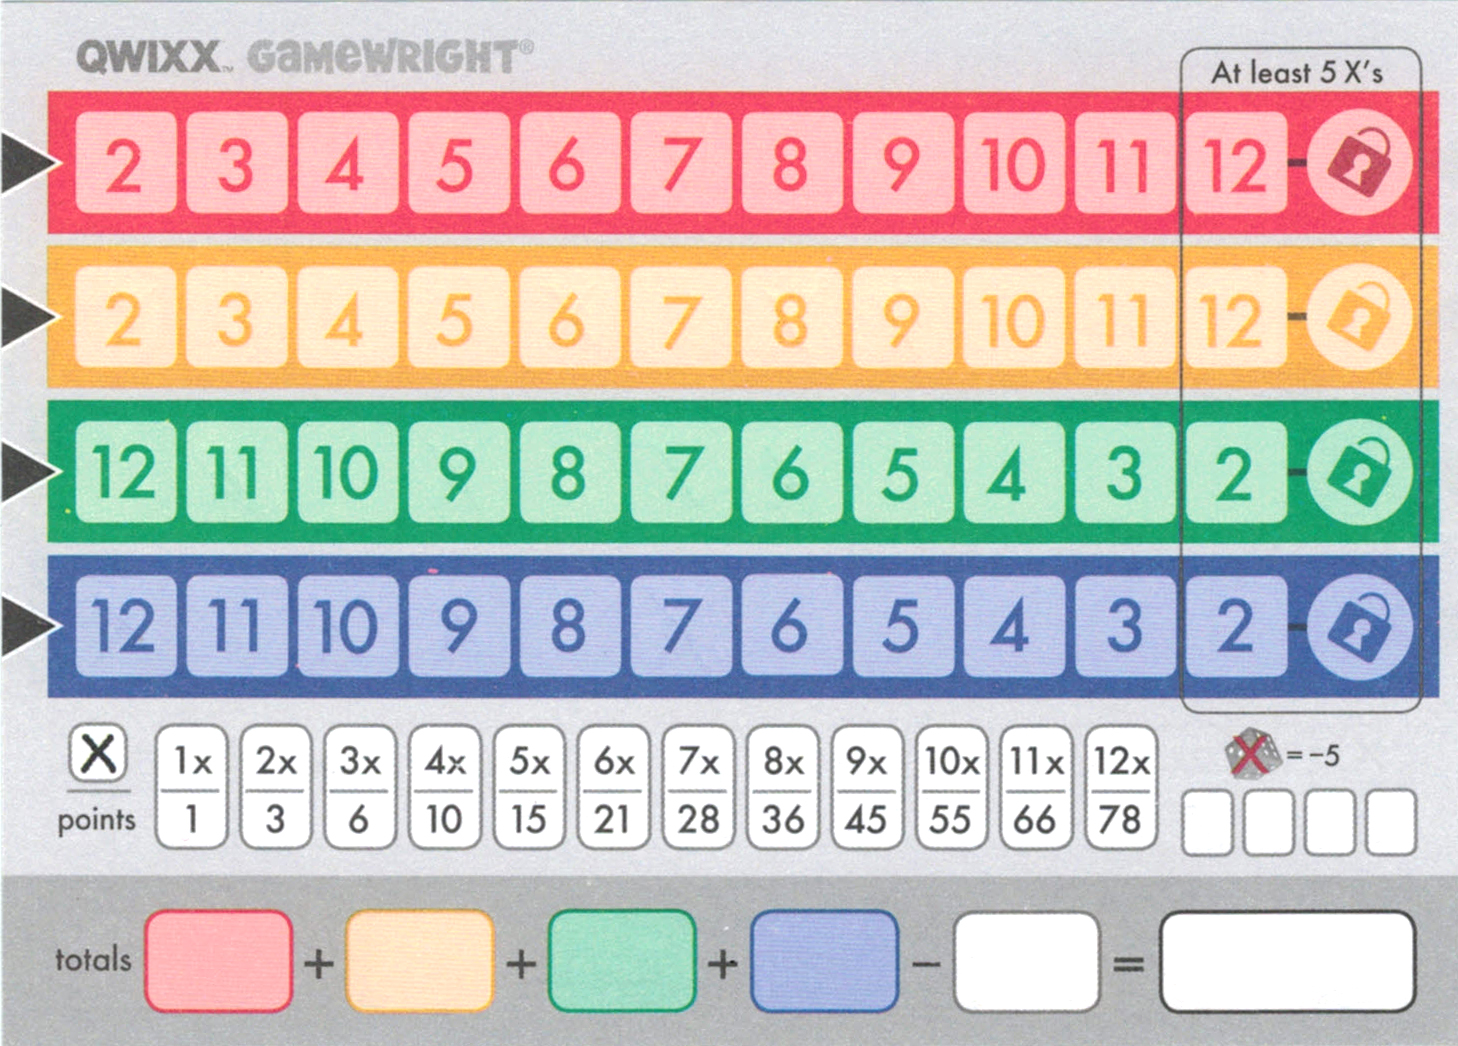 QWIXX™ GAMEWRIGHT®
At least 5 X's
2 3 4 5 6 7 8 9 10 11 12
2 3 4 5 6 7 8 9 10 11 12
12 11 10 9 8 7 6 5 4 3 2
12 11 10 9 8 7 6 5 4 3 2
X 1x 2x 3x 4x 5x 6x 7x 8x 9x 10x 11x 12x
points 1 3 6 10 15 21 28 36 45 55 66 78
X = -5
totals + + + - =